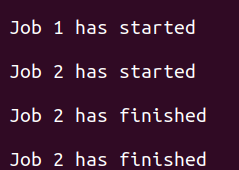 Job 1 has started
Job 2 has started
Job 2 has finished
Job 2 has finished